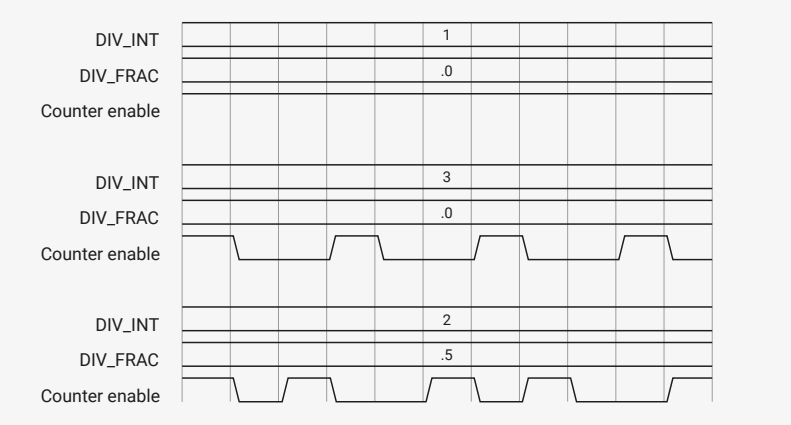 DIV_INT 1
DIV_FRAC .0
Counter enable
DIV_INT 3
DIV_FRAC .0
Counter enable
DIV_INT 2
DIV_FRAC .5
Counter enable